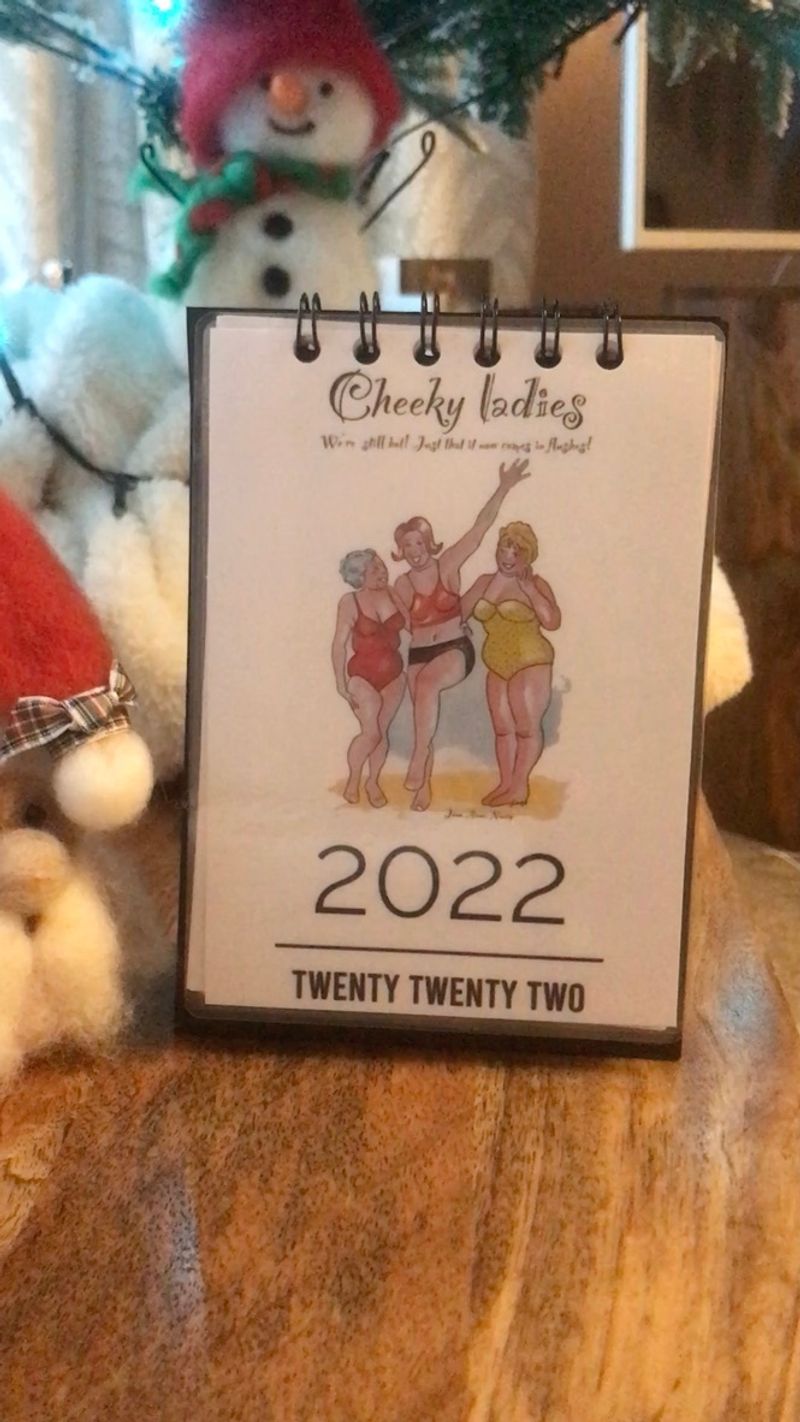 Cheeky ladies
We're still hot! Just that it now comes in flushes!
2022
TWENTY TWENTY TWO